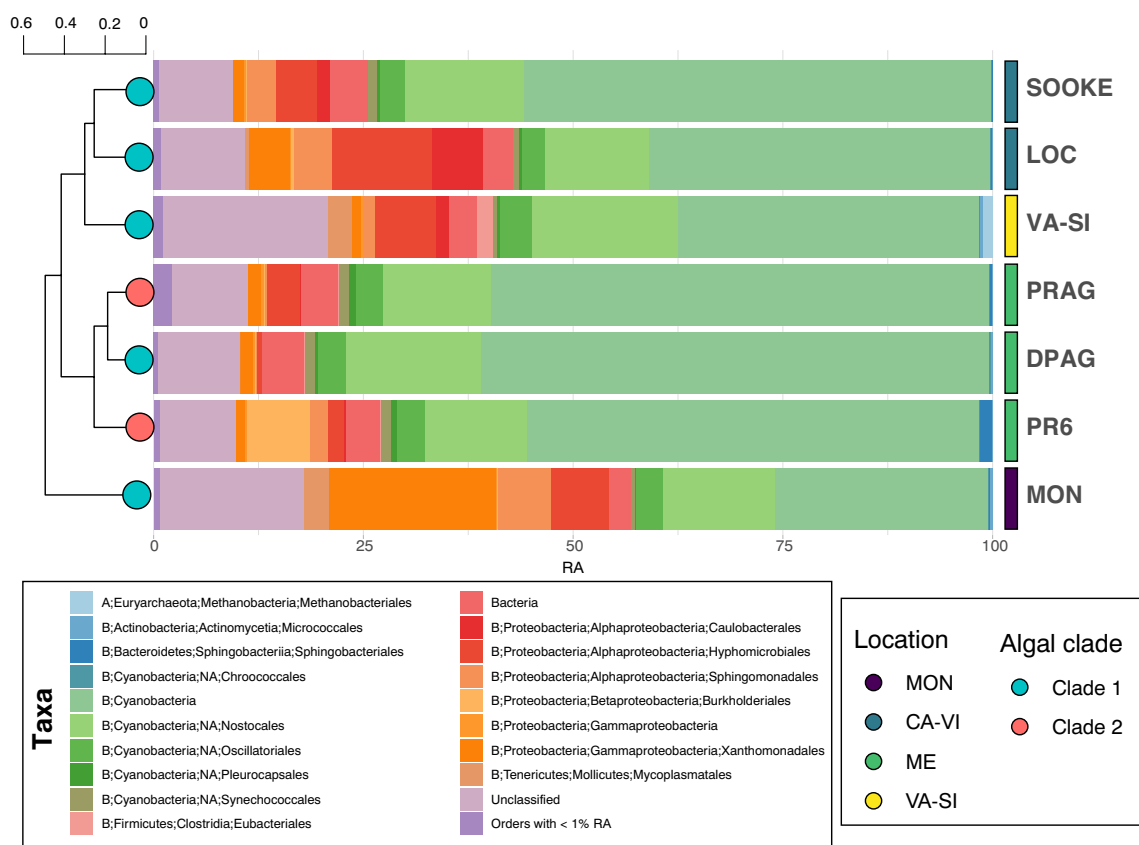 0.6 0.4 0.2 0
SOOKE
LOC
VA-SI
PRAG
DPAG
PR6
MON
0 25 50 75 100
RA
Taxa
A;Euryarchaeota;Methanobacteria;Methanobacteriales
B;Actinobacteria;Actinomycetia;Micrococcales
B;Bacteroidetes;Sphingobacteriia;Sphingobacteriales
B;Cyanobacteria;NA;Chroococcales
B;Cyanobacteria
B;Cyanobacteria;NA;Nostocales
B;Cyanobacteria;NA;Oscillatoriales
B;Cyanobacteria;NA;Pleurocapsales
B;Cyanobacteria;NA;Synechococcales
B;Firmicutes;Clostridia;Eubacteriales
Bacteria
B;Proteobacteria;Alphaproteobacteria;Caulobacterales
B;Proteobacteria;Alphaproteobacteria;Hyphomicrobiales
B;Proteobacteria;Alphaproteobacteria;Sphingomonadales
B;Proteobacteria;Betaproteobacteria;Burkholderiales
B;Proteobacteria;Gammaproteobacteria
B;Proteobacteria;Gammaproteobacteria;Xanthomonadales
B;Tenericutes;Mollicutes;Mycoplasmatales
Unclassified
Orders with < 1% RA
Location
MON
CA-VI
ME
VA-SI
Algal clade
Clade 1
Clade 2